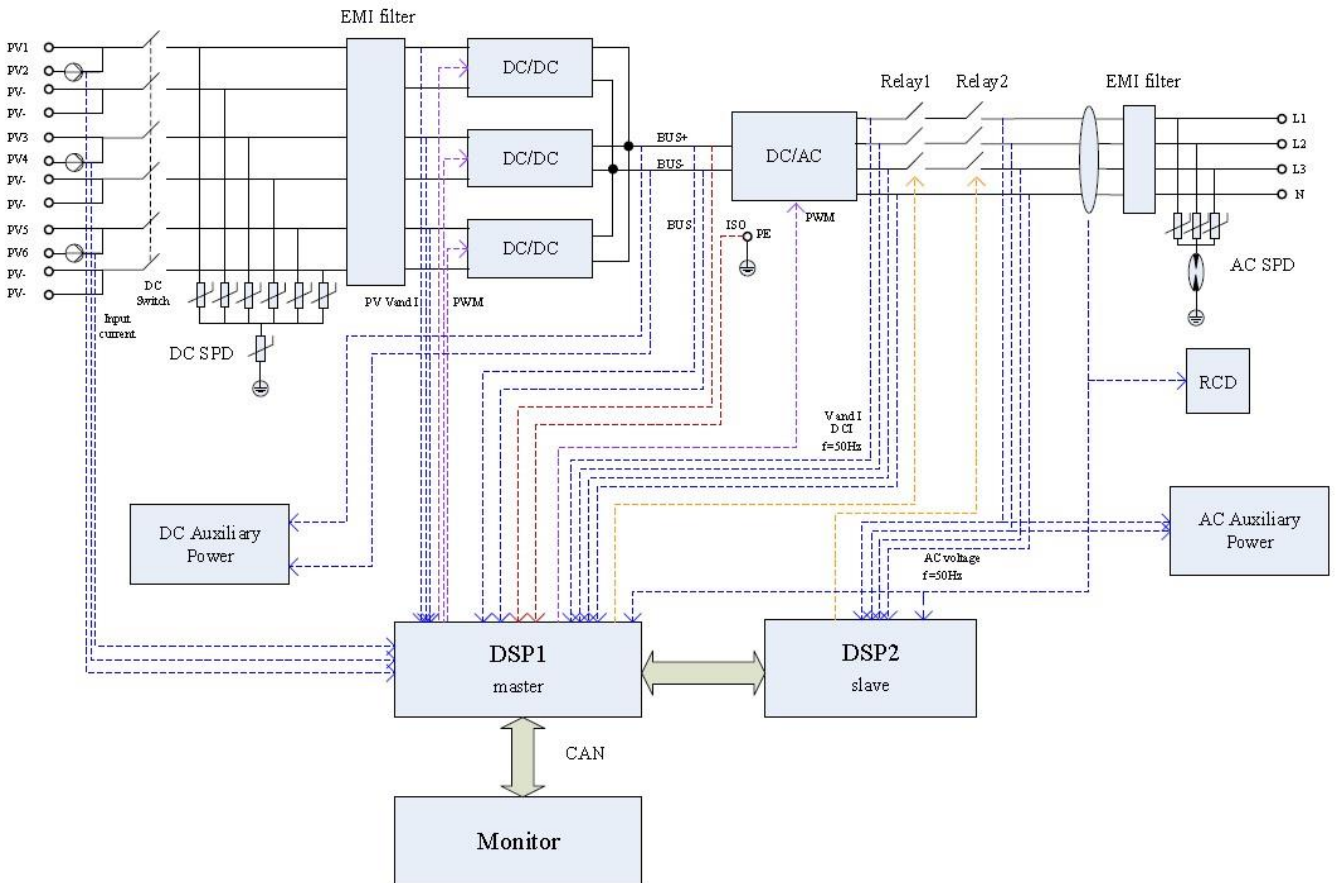 EMI filter
PV1
PV2
PV-
PV-
PV3
PV4
PV-
PV-
PV5
PV6
PV-
PV-
DC
Switch
Input
current
DC SPD
PV Vand I
PWM
DC/DC
DC/DC
DC/DC
BUS+
BUS-
BUS
ISO
PE
DC/AC
PWM
Relay1
Relay2
EMI filter
L1
L2
L3
N
AC SPD
RCD
V and I
DCI
f=50Hz
DC Auxiliary
Power
AC Auxiliary
Power
AC voltage
f=50Hz
DSP1
master
DSP2
slave
CAN
Monitor